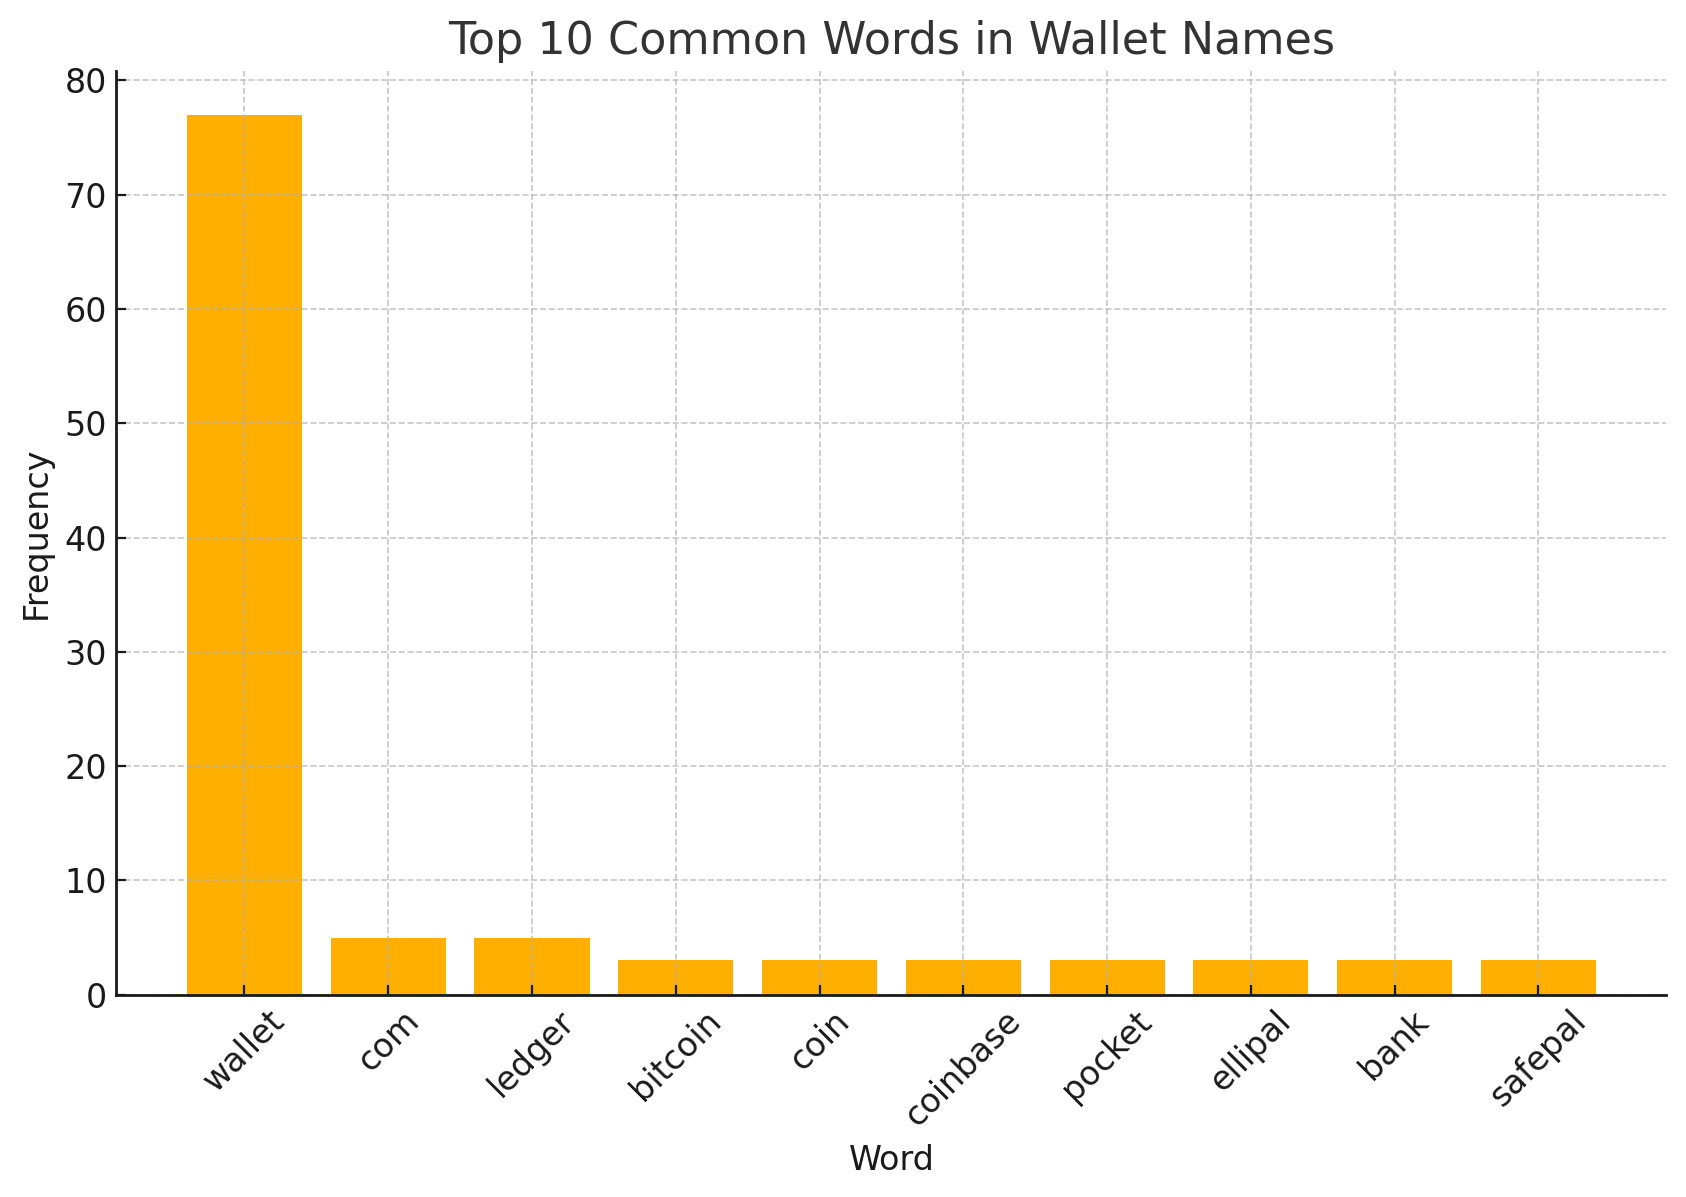 Top 10 Common Words in Wallet Names
80
70
60
50
40
30
20
10
0
Frequency
wallet
com
ledger
bitcoin
coin
coinbase
pocket
ellipal
bank
safepal
Word